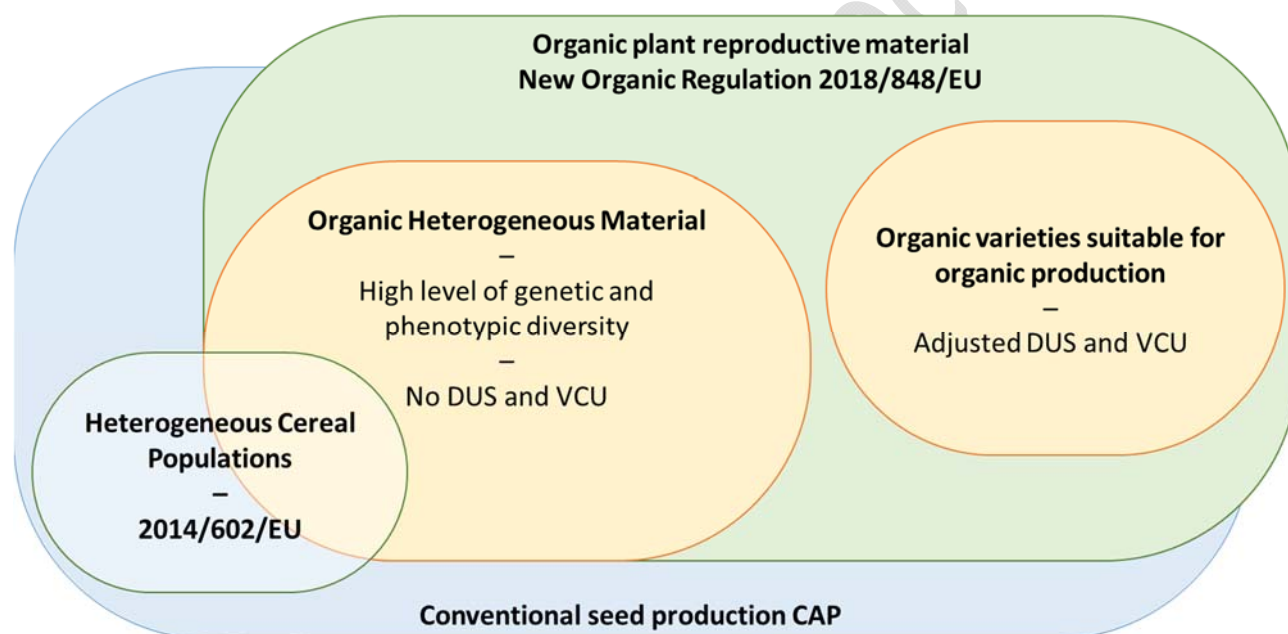 Organic plant reproductive material
New Organic Regulation 2018/848/EU
Organic Heterogeneous Material
–
High level of genetic and
phenotypic diversity
–
No DUS and VCU
Organic varieties suitable for
organic production
–
Adjusted DUS and VCU
Heterogeneous Cereal
Populations
–
2014/602/EU
Conventional seed production CAP